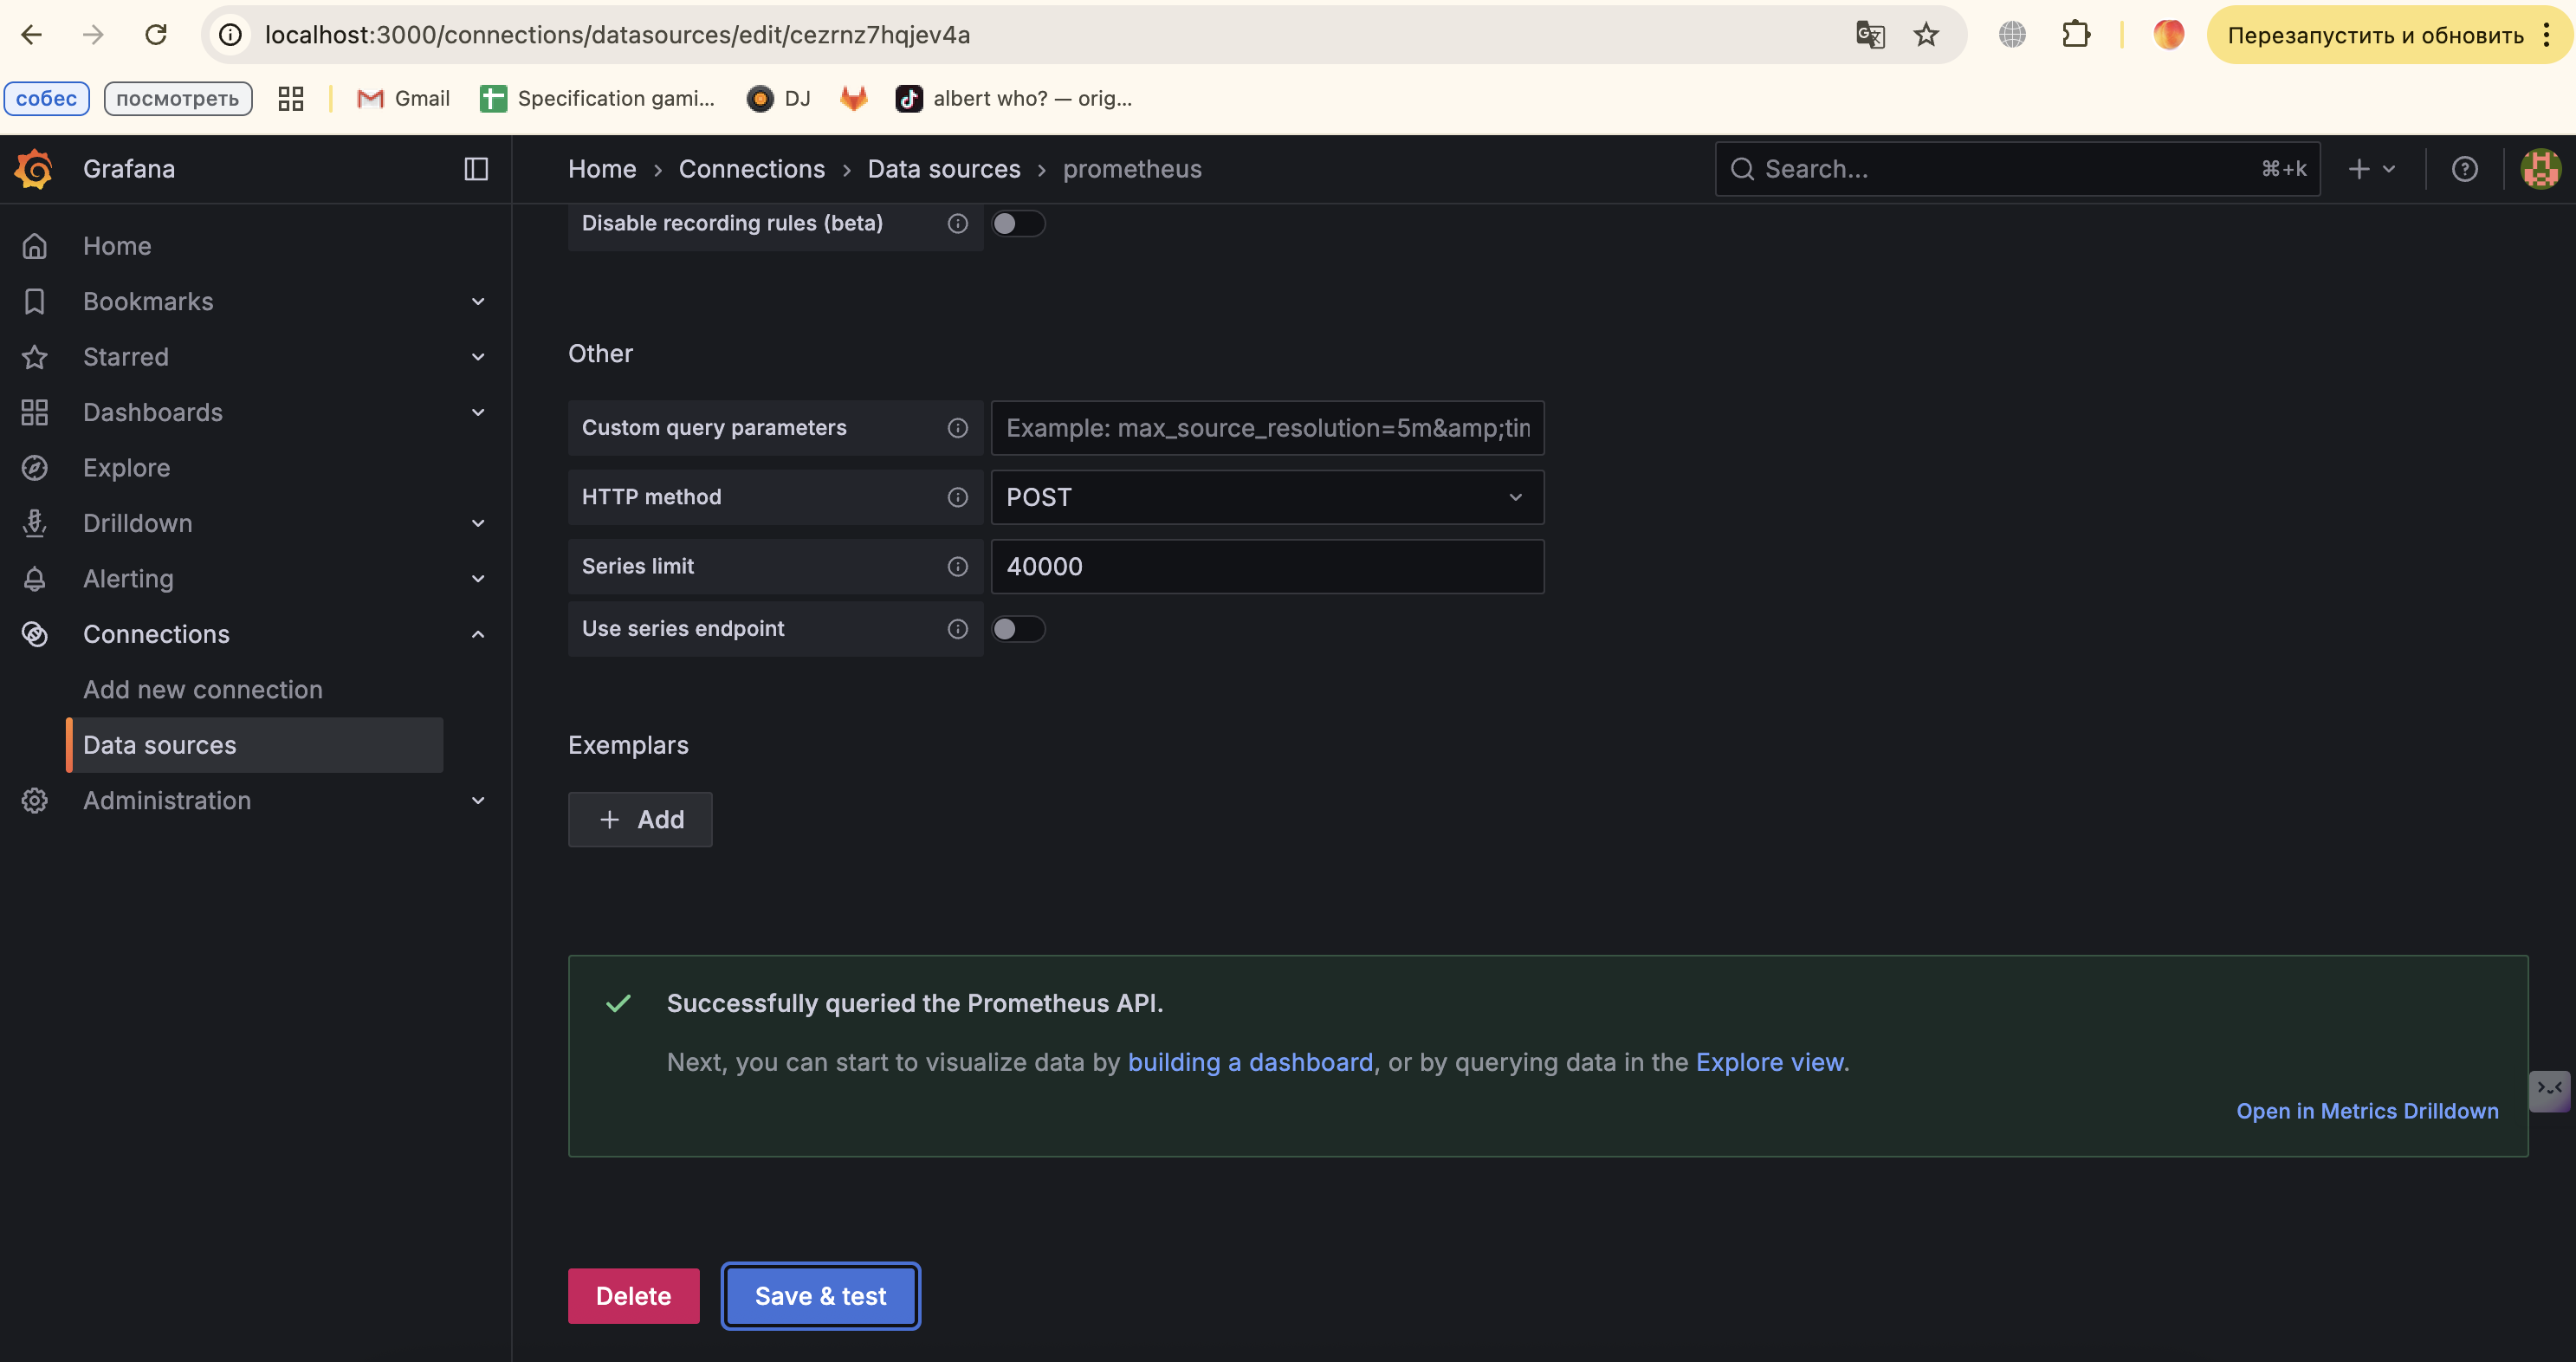 localhost:3000/connections/datasources/edit/cezrnz7hqjev4a
Перезапустить и обновить
собес
посмотреть
Gmail
Specification gami...
DJ
albert who? — orig...
Grafana
Home › Connections › Data sources › prometheus
Search...
⌘+k
Home
Bookmarks
Starred
Dashboards
Explore
Drilldown
Alerting
Connections
Add new connection
Data sources
Administration
Disable recording rules (beta)
Other
Custom query parameters
Example: max_source_resolution=5m&amp;tin
HTTP method
POST
Series limit
40000
Use series endpoint
Exemplars
+ Add
Successfully queried the Prometheus API.
Next, you can start to visualize data by building a dashboard, or by querying data in the Explore view.
Open in Metrics Drilldown
Delete
Save & test